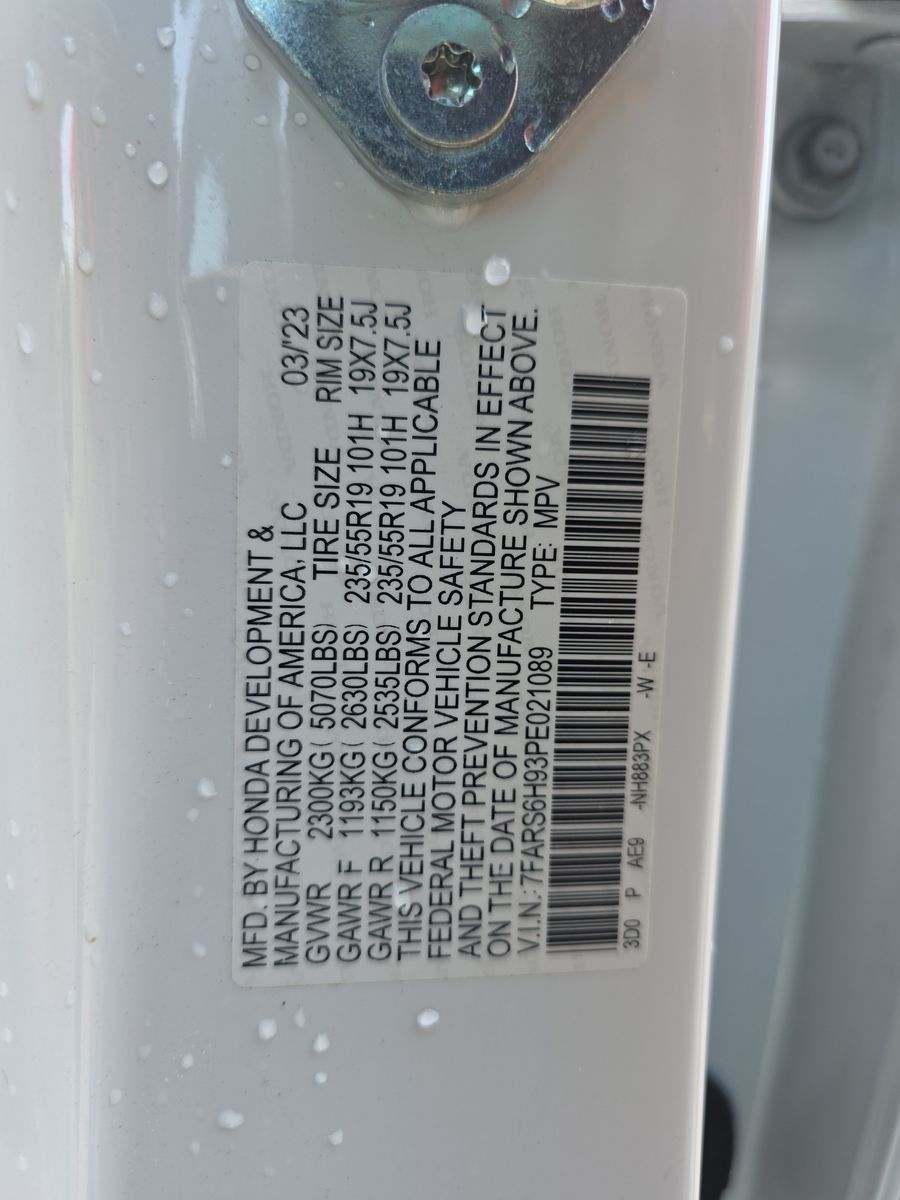 MFD. BY HONDA DEVELOPMENT &
MANUFACTURING OF AMERICA, LLC 03/'23
GVWR 2300KG( 5070LBS) TIRE SIZE RIM SIZE
GAWR F 1193KG( 2630LBS) 235/55R19 101H 19X7.5J
GAWR R 1150KG( 2535LBS) 235/55R19 101H 19X7.5J
THIS VEHICLE CONFORMS TO ALL APPLICABLE
FEDERAL MOTOR VEHICLE SAFETY
AND THEFT PREVENTION STANDARDS IN EFFECT
ON THE DATE OF MANUFACTURE SHOWN ABOVE.
V.I.N.: 7FARS6H93PE021089 TYPE: MPV
3D0 P AE9 -NH883PX -W -E